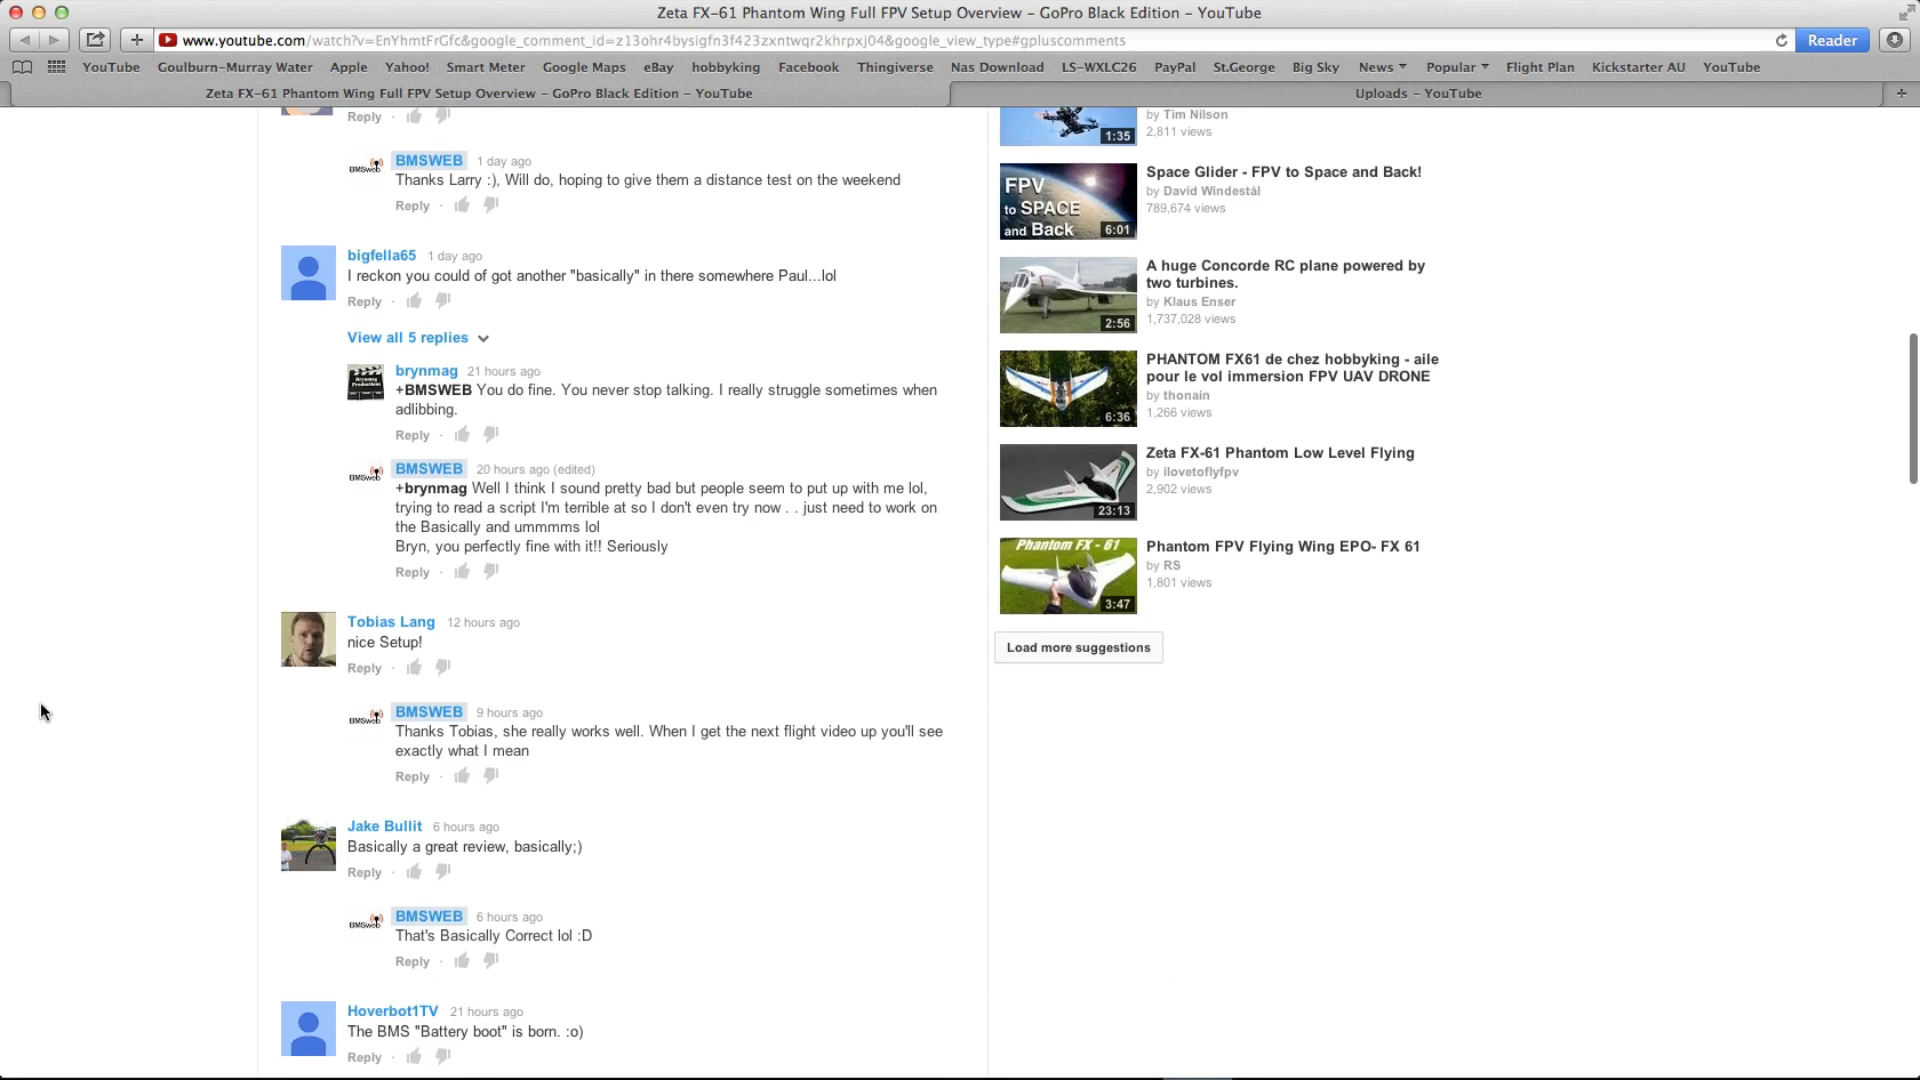 Zeta FX-61 Phantom Wing Full FPV Setup Overview – GoPro Black Edition – YouTube
www.youtube.com/watch?v=EnYhmtFrGfc&google_comment_id=z13ohr4bysigfn3f423zxntwqr2khrpxj04&google_view_type#gpluscomments
Reader
YouTube Goulburn-Murray Water Apple Yahoo! Smart Meter Google Maps eBay hobbyking Facebook Thingiverse Nas Download LS-WXLC26 PayPal St.George Big Sky News Popular Flight Plan Kickstarter AU YouTube
Zeta FX-61 Phantom Wing Full FPV Setup Overview – GoPro Black Edition – YouTube
Uploads – YouTube
Reply ·
BMSWEB 1 day ago
Thanks Larry :), Will do, hoping to give them a distance test on the weekend
Reply ·
bigfella65 1 day ago
I reckon you could of got another "basically" in there somewhere Paul...lol
Reply ·
View all 5 replies
brynmag 21 hours ago
+BMSWEB You do fine. You never stop talking. I really struggle sometimes when
adlibbing.
Reply ·
BMSWEB 20 hours ago (edited)
+brynmag Well I think I sound pretty bad but people seem to put up with me lol,
trying to read a script I'm terrible at so I don't even try now . . just need to work on
the Basically and ummmms lol
Bryn, you perfectly fine with it!! Seriously
Reply ·
Tobias Lang 12 hours ago
nice Setup!
Reply ·
BMSWEB 9 hours ago
Thanks Tobias, she really works well. When I get the next flight video up you'll see
exactly what I mean
Reply ·
Jake Bullit 6 hours ago
Basically a great review, basically;)
Reply ·
BMSWEB 6 hours ago
That's Basically Correct lol :D
Reply ·
Hoverbot1TV 21 hours ago
The BMS "Battery boot" is born. :o)
Reply ·
1:35
by Tim Nilson
2,811 views
FPV
to SPACE
and Back
6:01
Space Glider - FPV to Space and Back!
by David Windestål
789,674 views
2:56
A huge Concorde RC plane powered by
two turbines.
by Klaus Enser
1,737,028 views
6:36
PHANTOM FX61 de chez hobbyking - aile
pour le vol immersion FPV UAV DRONE
by thonain
1,266 views
23:13
Zeta FX-61 Phantom Low Level Flying
by ilovetoflyfpv
2,902 views
Phantom FX - 61
3:47
Phantom FPV Flying Wing EPO- FX 61
by RS
1,801 views
Load more suggestions